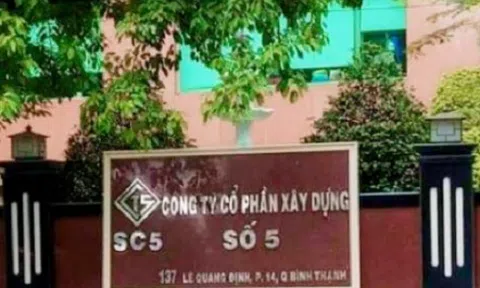 CÔNG TY CỔ PHẦN XÂY DỰNG
SC5 SỐ 5
137 LÊ QUANG ĐỊNH, P. 14, Q BÌNH THẠNH